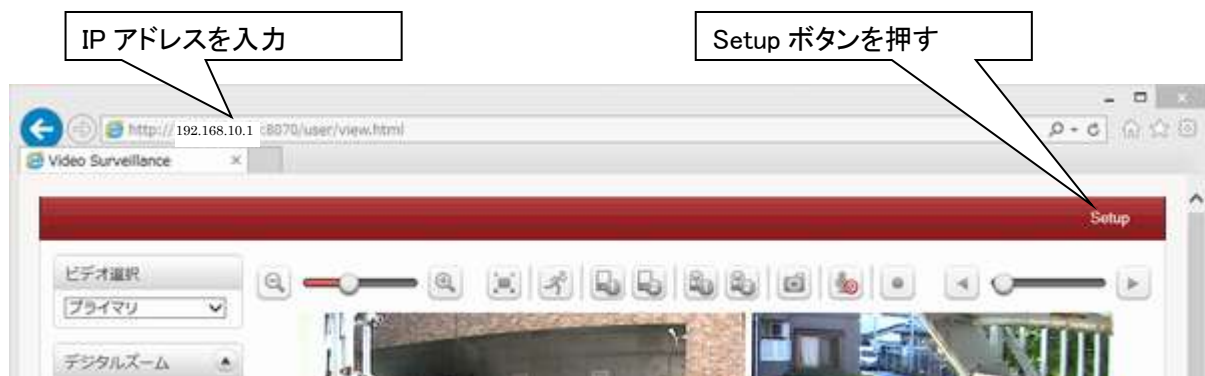 IP アドレスを入力
Setup ボタンを押す
http:// 192.168.10.1 :8070/user/view.html
Video Surveillance
Setup
ビデオ選択
プライマリ
デジタルズーム